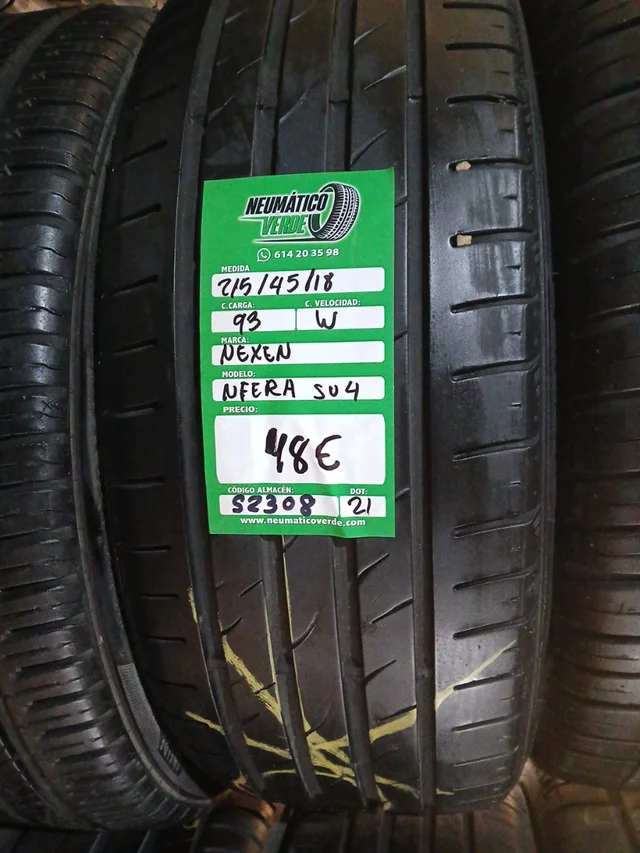 NEUMÁTICO
VERDE
614 20 35 98
MEDIDA
215/45/18
C.CARGA: C. VELOCIDAD:
93 W
MARCA:
NEXEN
MODELO:
NFERA SU4
PRECIO:
48€
CÓDIGO ALMACÉN: DOT:
S2308 21
www.neumaticoverde.com